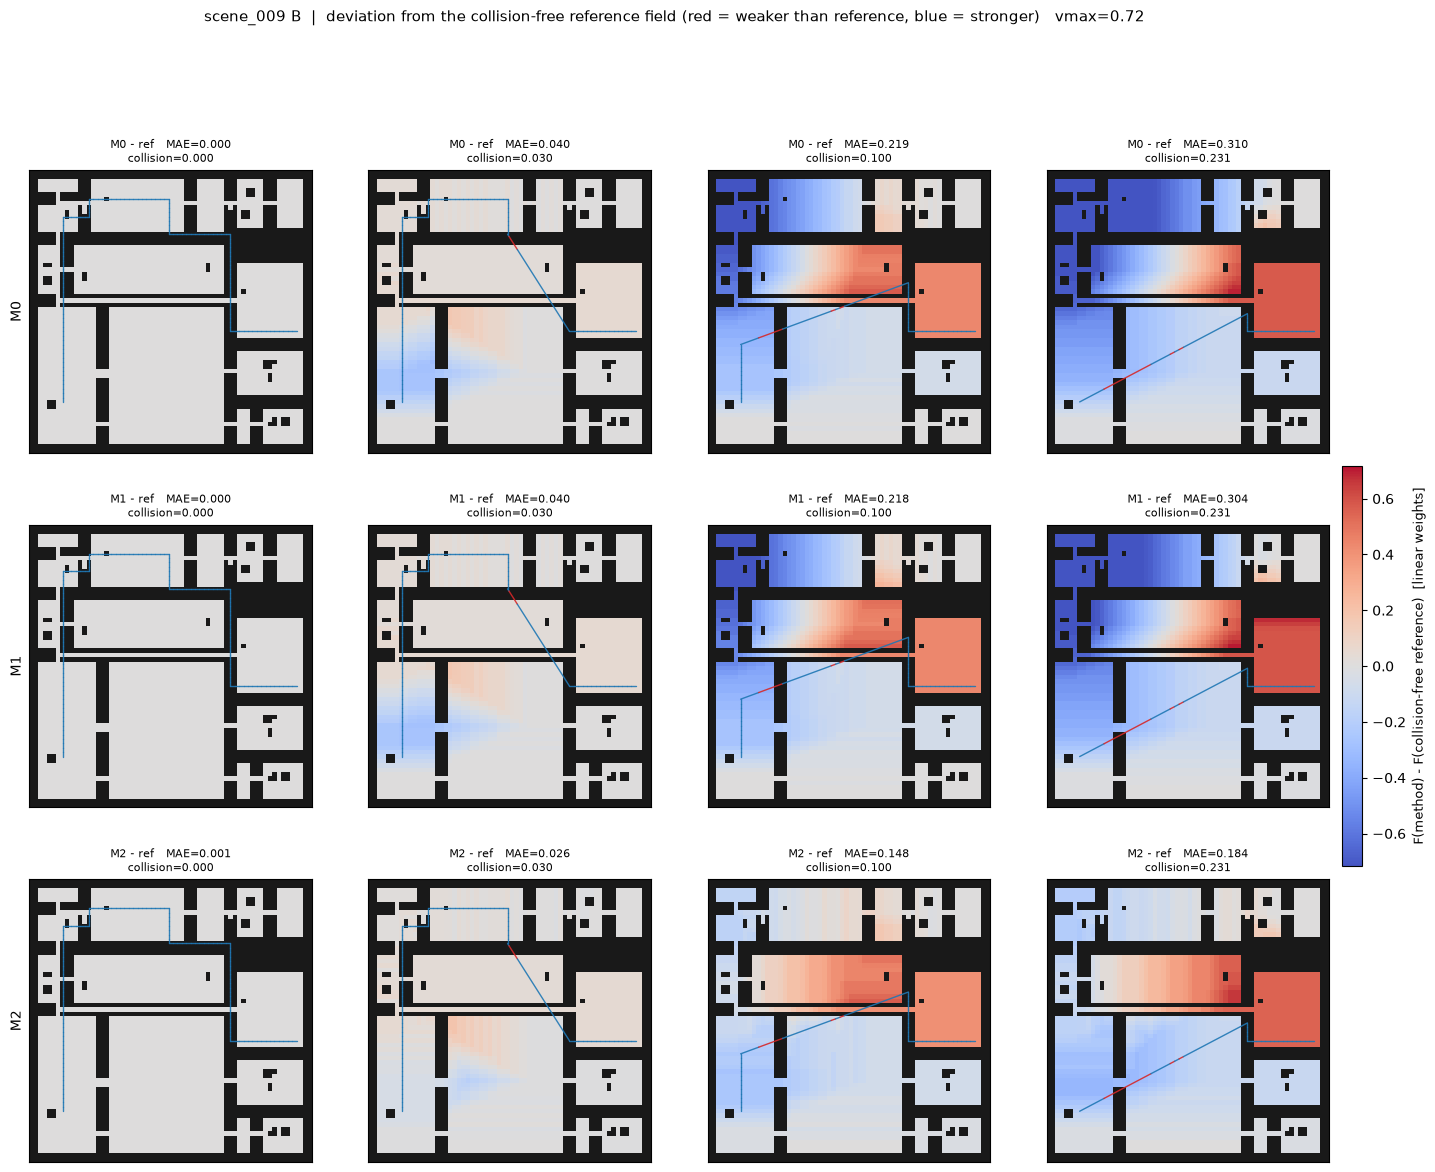 scene_009 B  |  deviation from the collision-free reference field (red = weaker than reference, blue = stronger)   vmax=0.72
M0 - ref   MAE=0.000
collision=0.000
M0 - ref   MAE=0.040
collision=0.030
M0 - ref   MAE=0.219
collision=0.100
M0 - ref   MAE=0.310
collision=0.231
M0
M1 - ref   MAE=0.000
collision=0.000
M1 - ref   MAE=0.040
collision=0.030
M1 - ref   MAE=0.218
collision=0.100
M1 - ref   MAE=0.304
collision=0.231
M1
M2 - ref   MAE=0.001
collision=0.000
M2 - ref   MAE=0.026
collision=0.030
M2 - ref   MAE=0.148
collision=0.100
M2 - ref   MAE=0.184
collision=0.231
M2
0.6
0.4
0.2
0.0
−0.2
−0.4
−0.6
F(method) - F(collision-free reference)  [linear weights]